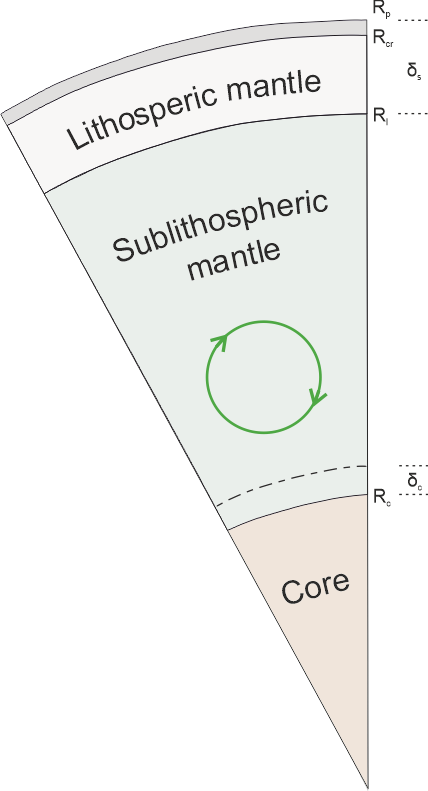 Rp
Rcr
δs
Lithosperic mantle
Rl
Sublithospheric
mantle
δc
Rc
Core